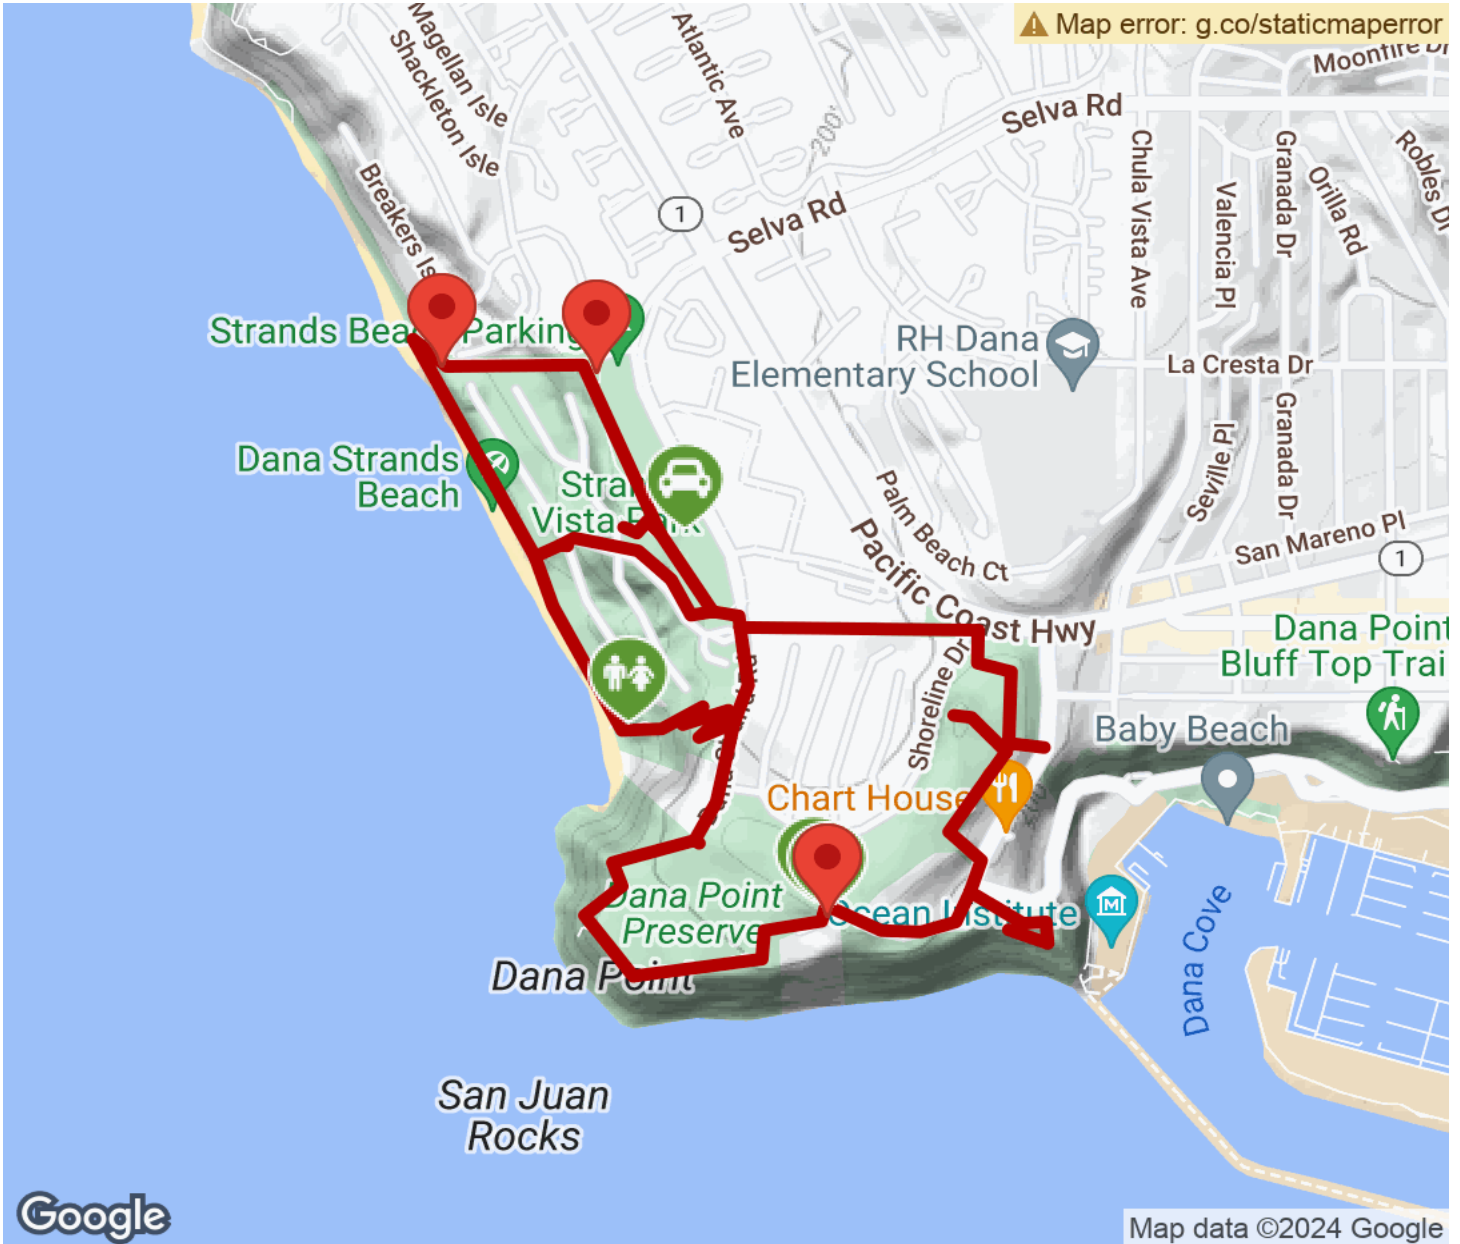 Map error: g.co/staticmaperror
Magellan Isle
Shackleton Isle
Atlantic Ave
Moonfire Dr
Selva Rd
200'
Breakers Is
1
Selva Rd
Chula Vista Ave
Valencia Pl
Granada Dr
Orilla Rd
Robles Dr
Strands Bea
Parking
RH Dana
Elementary School
La Cresta Dr
Dana Strands
Beach
Stran
Vista Park
Palm Beach Ct
Seville Pl
Granada Dr
San Mareno Pl
1
Pacific Coast Hwy
Dana Point
Bluff Top Trai
Shoreline Dr
Baby Beach
Chart House
Dana Point
Preserve
Ocean Institute
Dana Cove
Dana Point
San Juan
Rocks
Google
Map data ©2024 Google